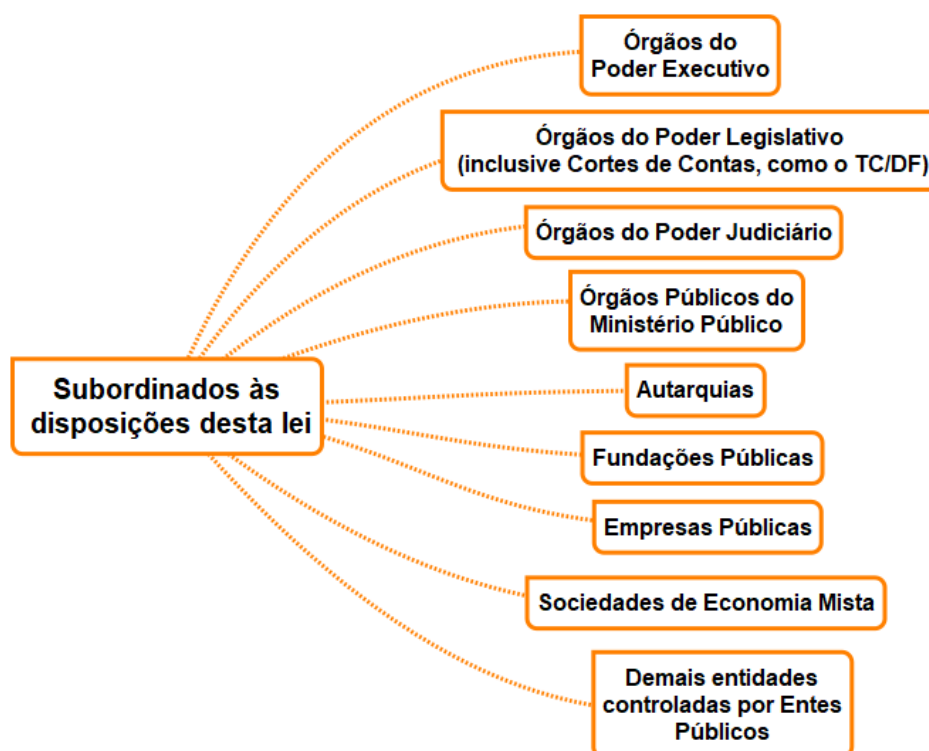 Órgãos do
Poder Executivo
Órgãos do Poder Legislativo
(inclusive Cortes de Contas, como o TC/DF)
Órgãos do Poder Judiciário
Órgãos Públicos do
Ministério Público
Subordinados às
disposições desta lei
Autarquias
Fundações Públicas
Empresas Públicas
Sociedades de Economia Mista
Demais entidades
controladas por Entes
Públicos